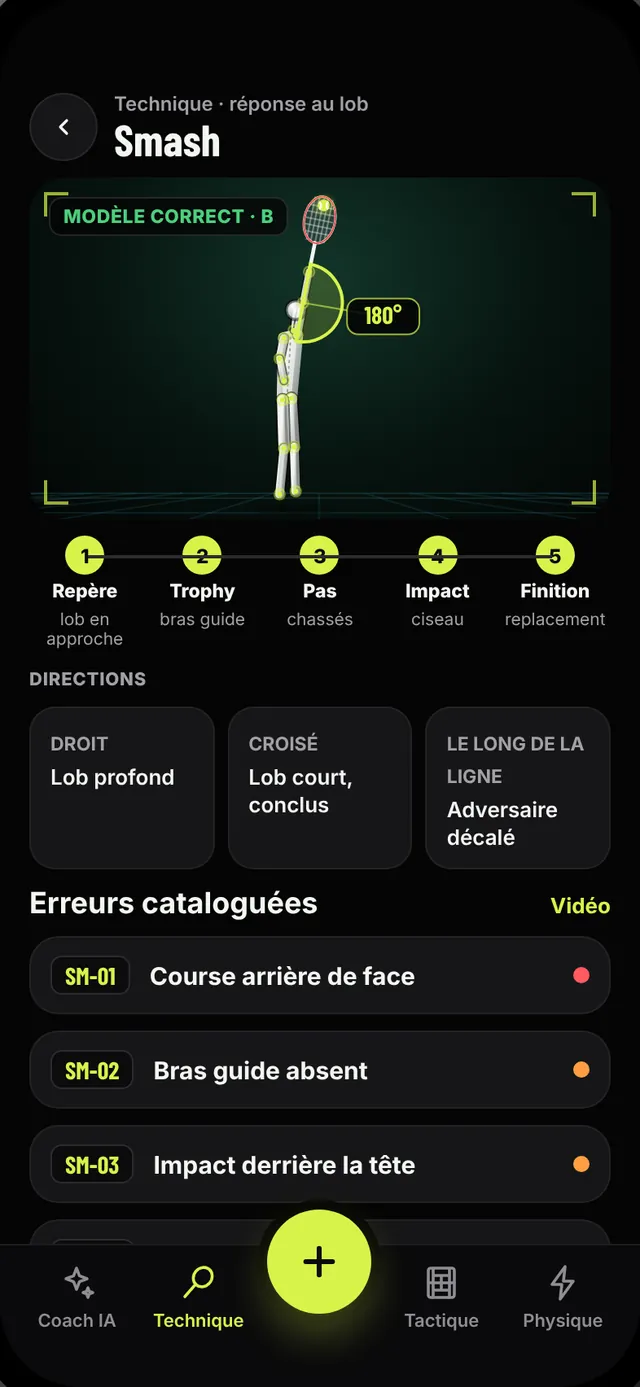 Technique · réponse au lob
Smash
MODÈLE CORRECT · B
180°
1 2 3 4 5
Repère Trophy Pas Impact Finition
lob en bras guide chassés ciseau replacement
approche
DIRECTIONS
DROIT
Lob profond
CROISÉ
Lob court,
conclus
LE LONG DE LA
LIGNE
Adversaire
décalé
Erreurs cataloguées Vidéo
SM-01 Course arrière de face
SM-02 Bras guide absent
SM-03 Impact derrière la tête
+
Coach IA Technique Tactique Physique